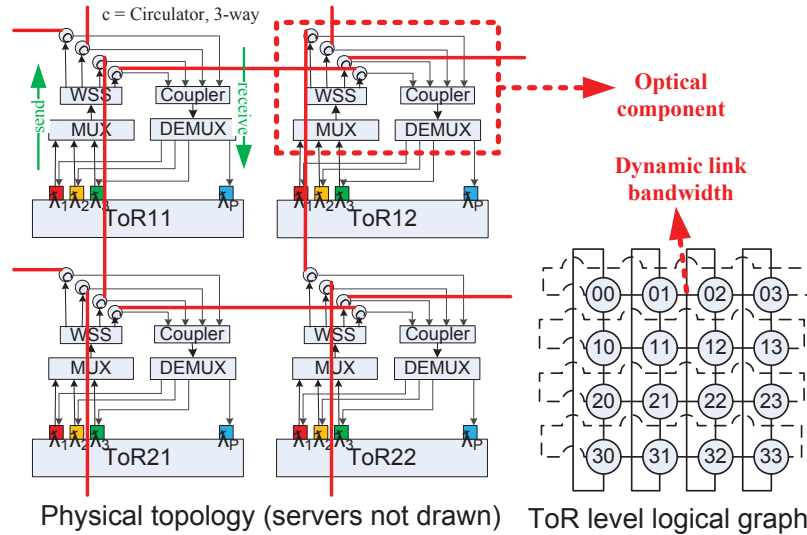 c = Circulator, 3-way
WSS Coupler WSS Coupler
send MUX DEMUX receive MUX DEMUX
Optical
component
Dynamic link
bandwidth
λ1 λ2 λ3 λP λ1 λ2 λ3 λP
ToR11 ToR12
WSS Coupler WSS Coupler
MUX DEMUX MUX DEMUX
λ1 λ2 λ3 λP λ1 λ2 λ3 λP
ToR21 ToR22
00 01 02 03
10 11 12 13
20 21 22 23
30 31 32 33
Physical topology (servers not drawn) ToR level logical graph